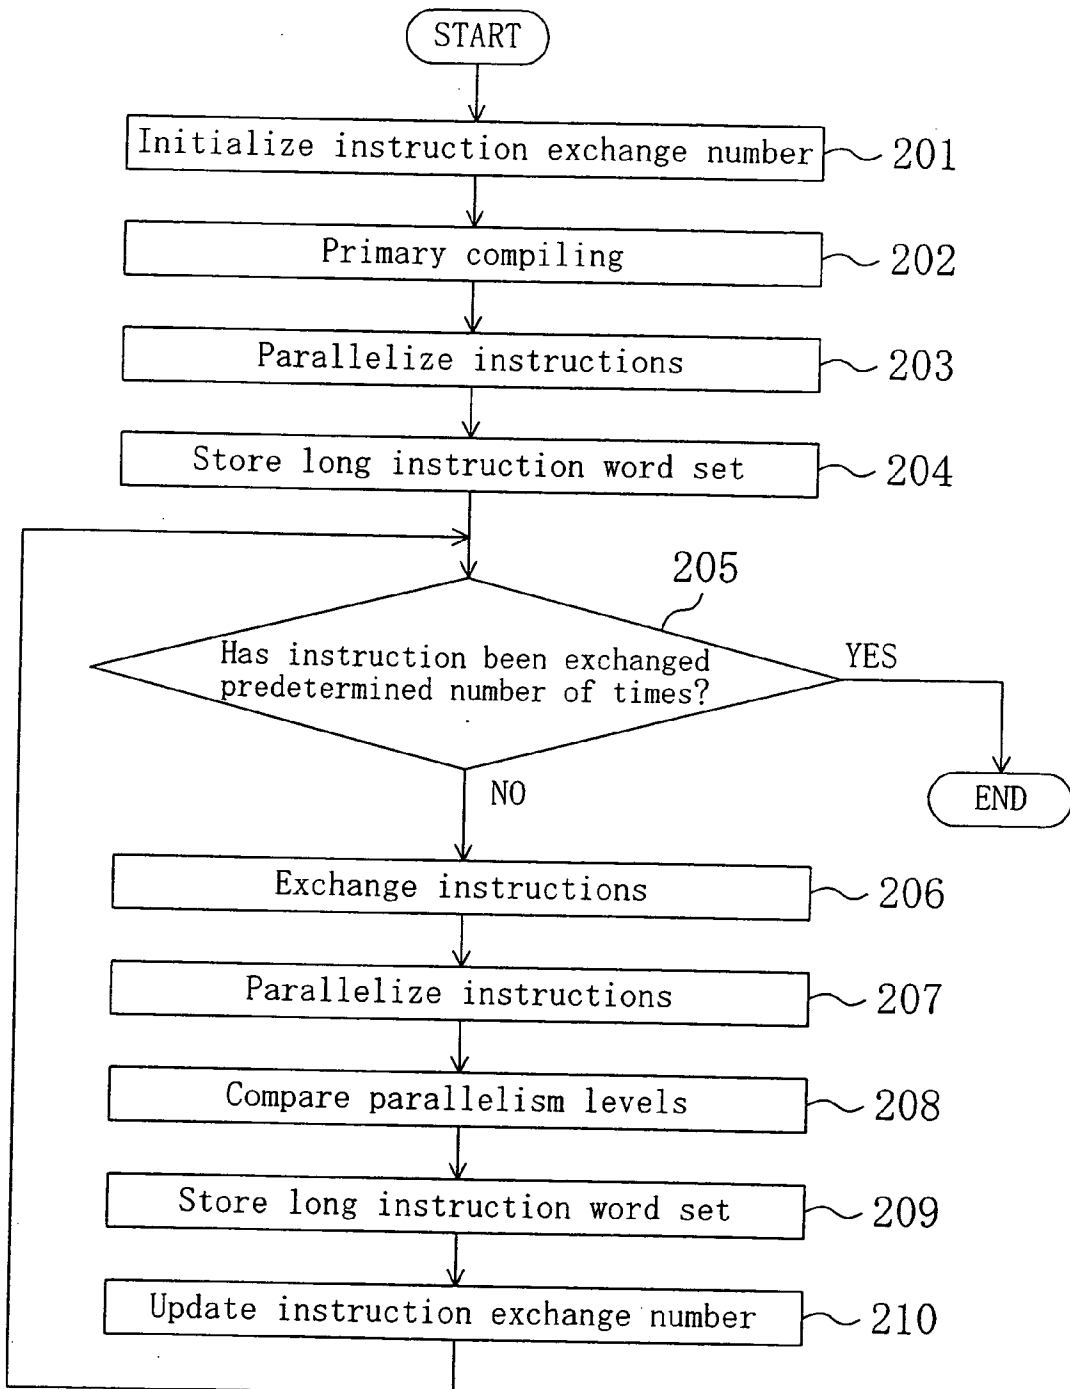 START
Initialize instruction exchange number
201
Primary compiling
202
Parallelize instructions
203
Store long instruction word set
204
205
Has instruction been exchanged
predetermined number of times?
YES
NO
END
Exchange instructions
206
Parallelize instructions
207
Compare parallelism levels
208
Store long instruction word set
209
Update instruction exchange number
210